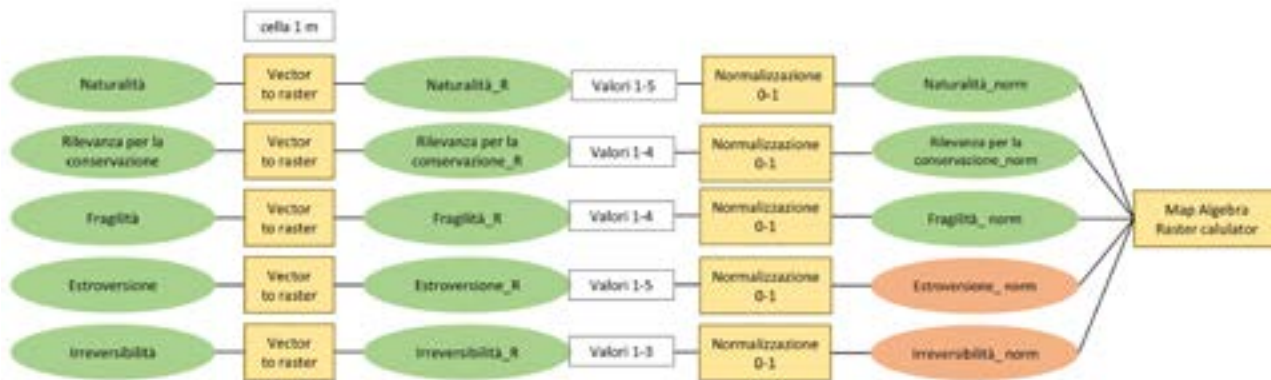 cella 1 m
Naturalità
Vector
to raster
Naturalità_R
Valori 1-5
Normalizzazione
0-1
Naturalità_norm
Rilevanza per la
conservazione
Vector
to raster
Rilevanza per la
conservazione_R
Valori 1-4
Normalizzazione
0-1
Rilevanza per la
conservazione_norm
Fragilità
Vector
to raster
Fragilità_R
Valori 1-4
Normalizzazione
0-1
Fragilità_ norm
Map Algebra
Raster calulator
Estroversione
Vector
to raster
Estroversione_R
Valori 1-5
Normalizzazione
0-1
Estroversione_ norm
Irreversibilità
Vector
to raster
Irreversibilità_R
Valori 1-3
Normalizzazione
0-1
Irreversibilità_ norm